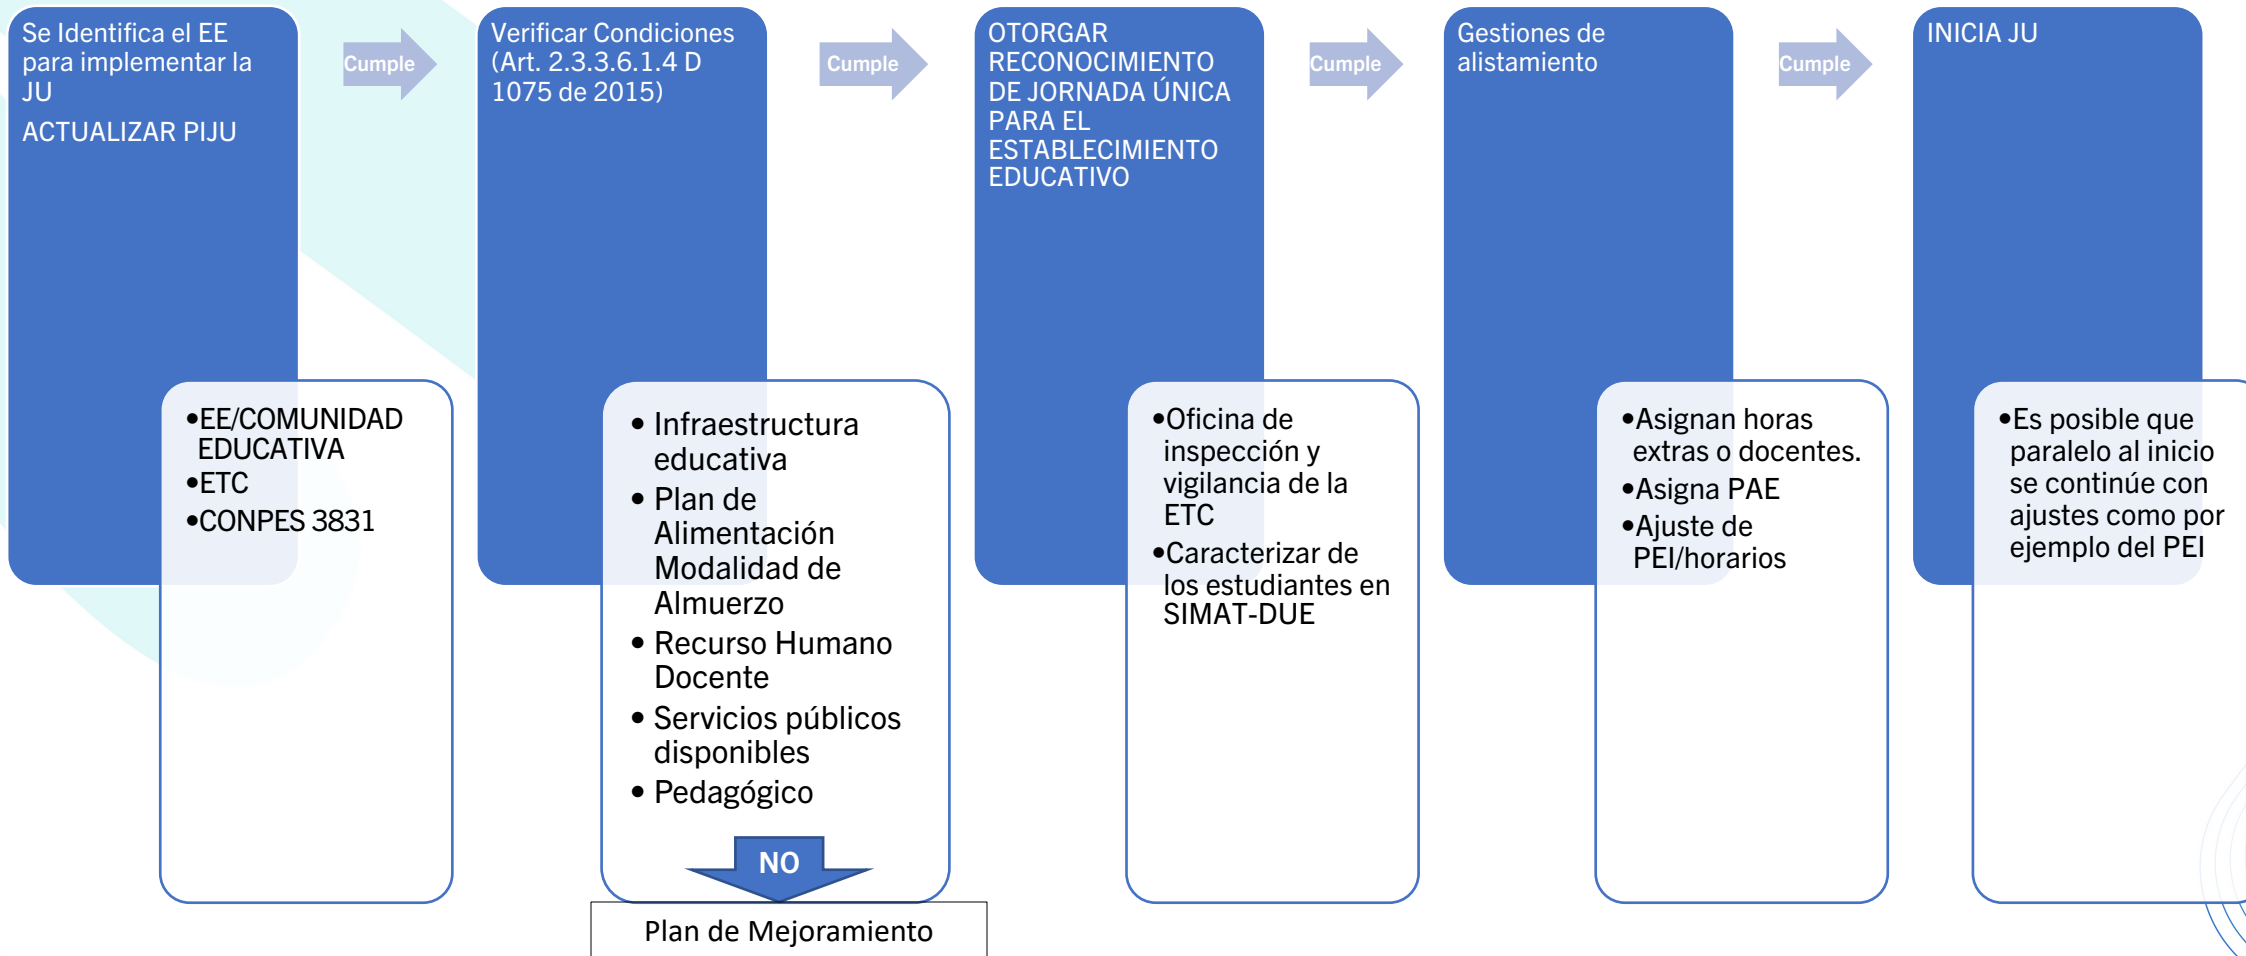 Se Identifica el EE
para implementar la
JU
ACTUALIZAR PIJU
•EE/COMUNIDAD
EDUCATIVA
•ETC
•CONPES 3831
Cumple
Verificar Condiciones
(Art. 2.3.3.6.1.4 D
1075 de 2015)
• Infraestructura
educativa
• Plan de
Alimentación
Modalidad de
Almuerzo
• Recurso Humano
Docente
• Servicios públicos
disponibles
• Pedagógico
NO
Plan de Mejoramiento
Cumple
OTORGAR
RECONOCIMIENTO
DE JORNADA ÚNICA
PARA EL
ESTABLECIMIENTO
EDUCATIVO
•Oficina de
inspección y
vigilancia de la
ETC
•Caracterizar de
los estudiantes en
SIMAT-DUE
Cumple
Gestiones de
alistamiento
•Asignan horas
extras o docentes.
•Asigna PAE
•Ajuste de
PEI/horarios
Cumple
INICIA JU
•Es posible que
paralelo al inicio
se continúe con
ajustes como por
ejemplo del PEI